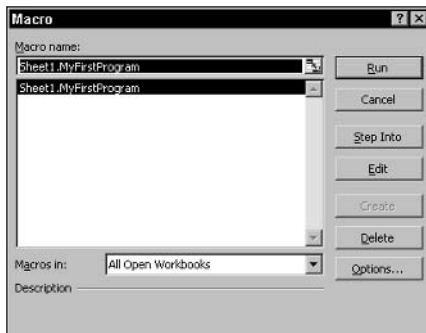 Macro
Macro name:
Sheet1.MyFirstProgram
Run
Sheet1.MyFirstProgram
Cancel
Step Into
Edit
Create
Delete
Macros in:
All Open Workbooks
Options...
Description